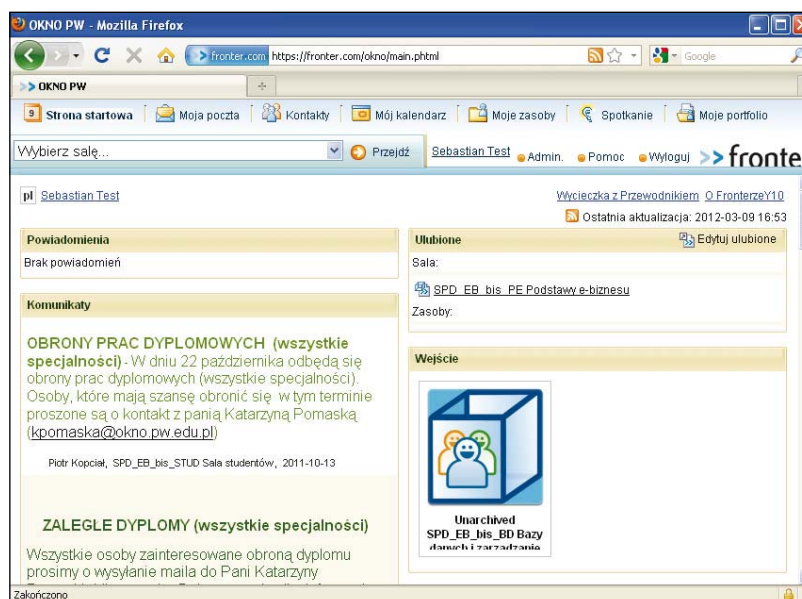 OKNO PW - Mozilla Firefox
fronter.com https://fronter.com/okno/main.phtml
Google
>> OKNO PW
9 Strona startowa Moja poczta Kontakty Mój kalendarz Moje zasoby Spotkanie Moje portfolio
Wybierz salę... Przejdź Sebastian Test Admin. Pomoc Wyloguj >> fronte
pl Sebastian Test
Wycieczka z Przewodnikiem O FronterzeY10
Ostatnia aktualizacja: 2012-03-09 16:53
Powiadomienia
Brak powiadomień
Komunikaty
OBRONY PRAC DYPLOMOWYCH (wszystkie
specjalności) - W dniu 22 października odbędą się
obrony prac dyplomowych (wszystkie specjalności).
Osoby, które mają szansę obronić się w tym terminie
proszone są o kontakt z panią Katarzyną Pomaską
(kpomaska@okno.pw.edu.pl)
Piotr Kopciał, SPD_EB_bis_STUD Sala studentów, 2011-10-13
ZALEGŁE DYPLOMY (wszystkie specjalności)
Wszystkie osoby zainteresowane obroną dyplomu
prosimy o wysyłanie maila do Pani Katarzyny
Ulubione Edytuj ulubione
Sala:
SPD_EB_bis_PE Podstawy e-biznesu
Zasoby:
Wejście
Unarchived
SPD_EB_bis_BD Bazy
danych i zarządzanie
Zakończono